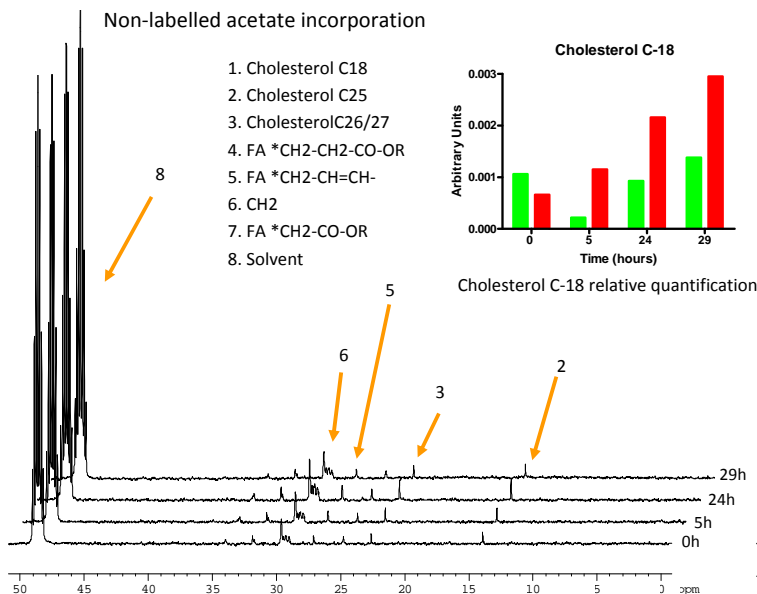 Non-labelled acetate incorporation
1. Cholesterol C18
2. Cholesterol C25
3. CholesterolC26/27
4. FA *CH2-CH2-CO-OR
5. FA *CH2-CH=CH-
6. CH2
7. FA *CH2-CO-OR
8. Solvent
Cholesterol C-18
Arbitrary Units
0.003
0.002
0.001
0.000
0 5 24 29
Time (hours)
Cholesterol C-18 relative quantification
8
5
6
3
2
29h
24h
5h
0h
50 45 40 35 30 25 20 15 10 5 0 ppm